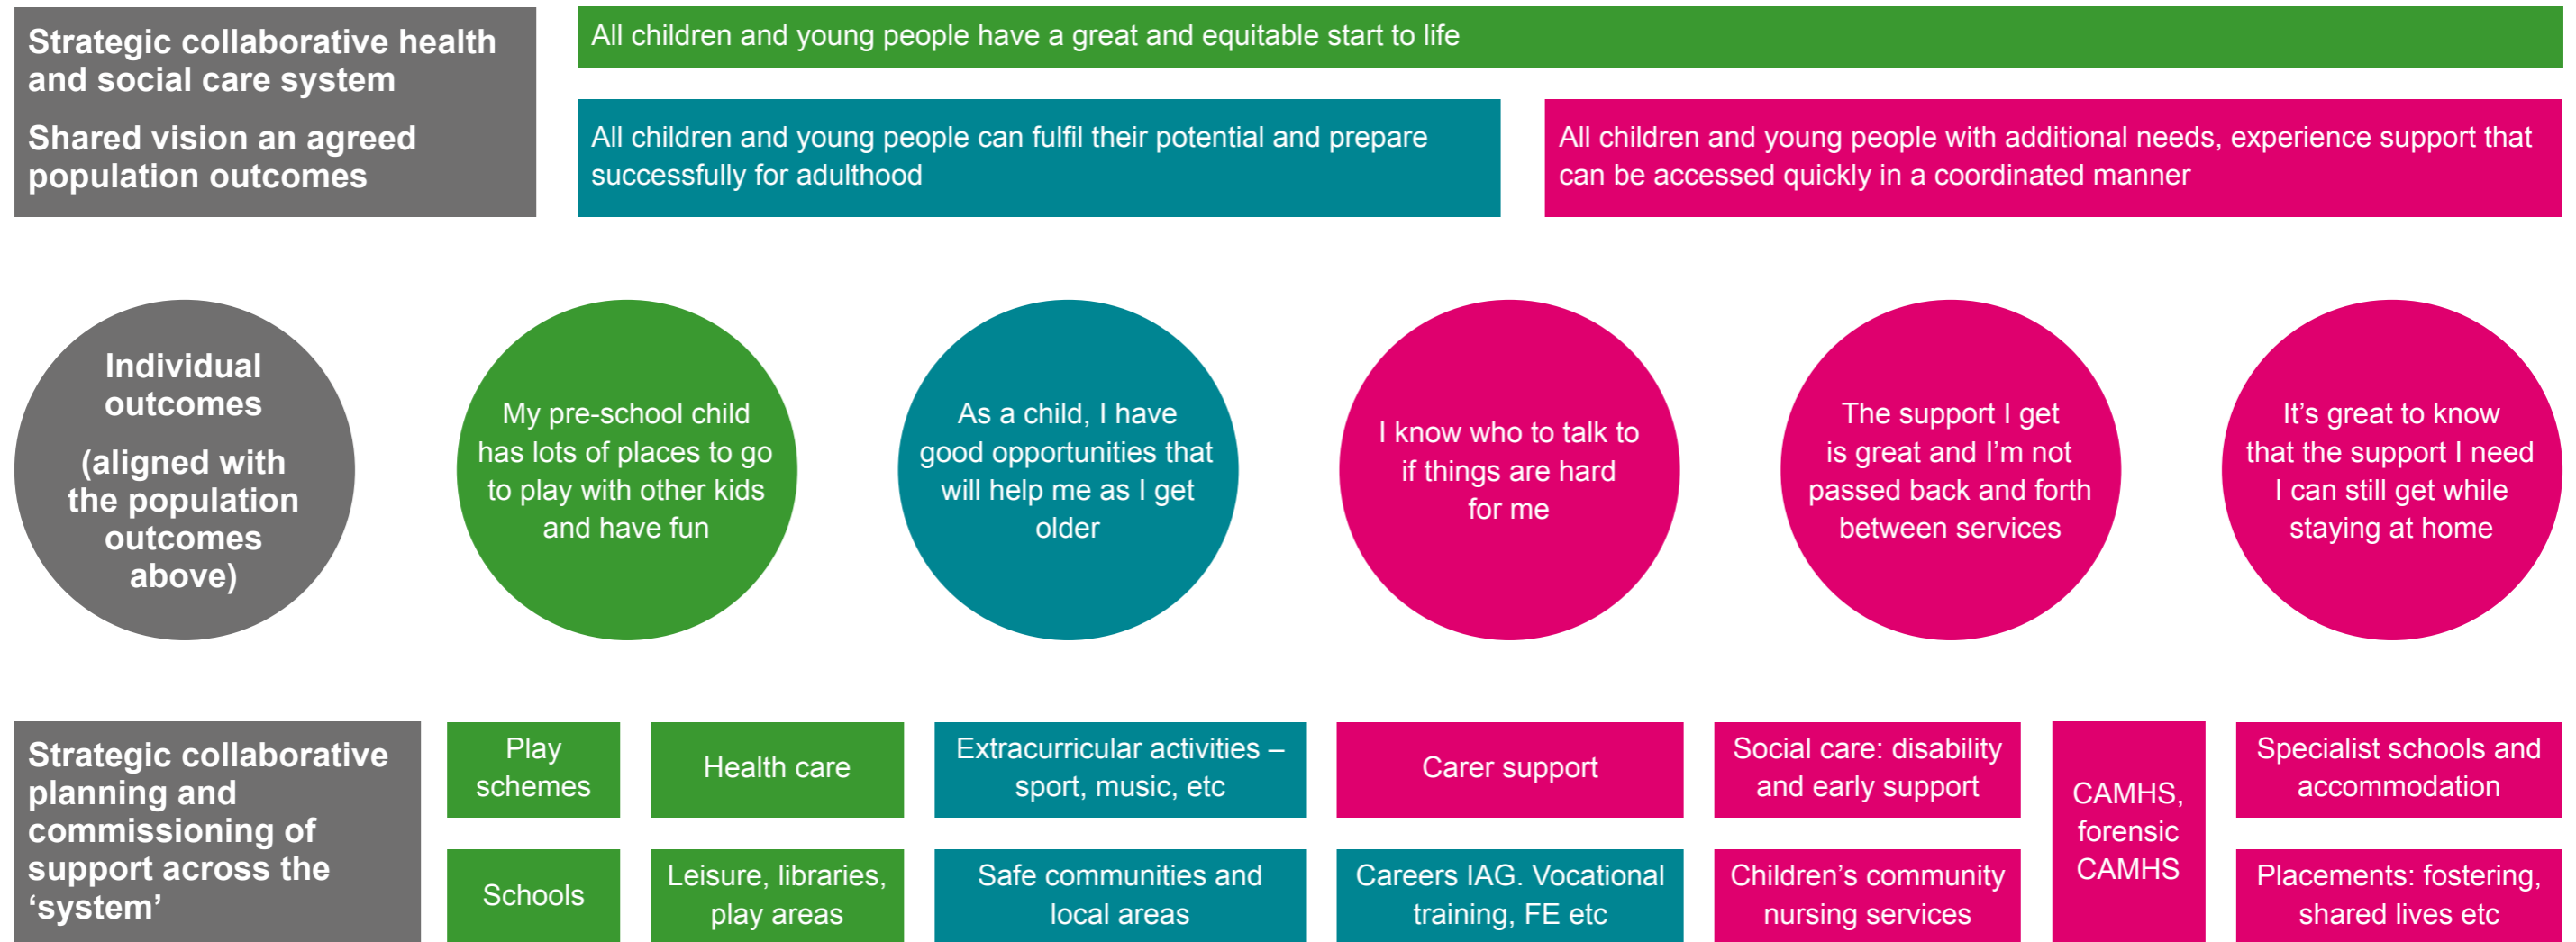 Strategic collaborative health
and social care system
Shared vision an agreed
population outcomes
All children and young people have a great and equitable start to life
All children and young people can fulfil their potential and prepare
successfully for adulthood
All children and young people with additional needs, experience support that
can be accessed quickly in a coordinated manner
Individual
outcomes
(aligned with
the population
outcomes
above)
My pre-school child
has lots of places to go
to play with other kids
and have fun
As a child, I have
good opportunities that
will help me as I get
older
I know who to talk to
if things are hard
for me
The support I get
is great and I’m not
passed back and forth
between services
It’s great to know
that the support I need
I can still get while
staying at home
Strategic collaborative
planning and
commissioning of
support across the
‘system’
Play
schemes
Health care
Extracurricular activities –
sport, music, etc
Carer support
Social care: disability
and early support
CAMHS,
forensic
CAMHS
Specialist schools and
accommodation
Schools
Leisure, libraries,
play areas
Safe communities and
local areas
Careers IAG. Vocational
training, FE etc
Children’s community
nursing services
Placements: fostering,
shared lives etc